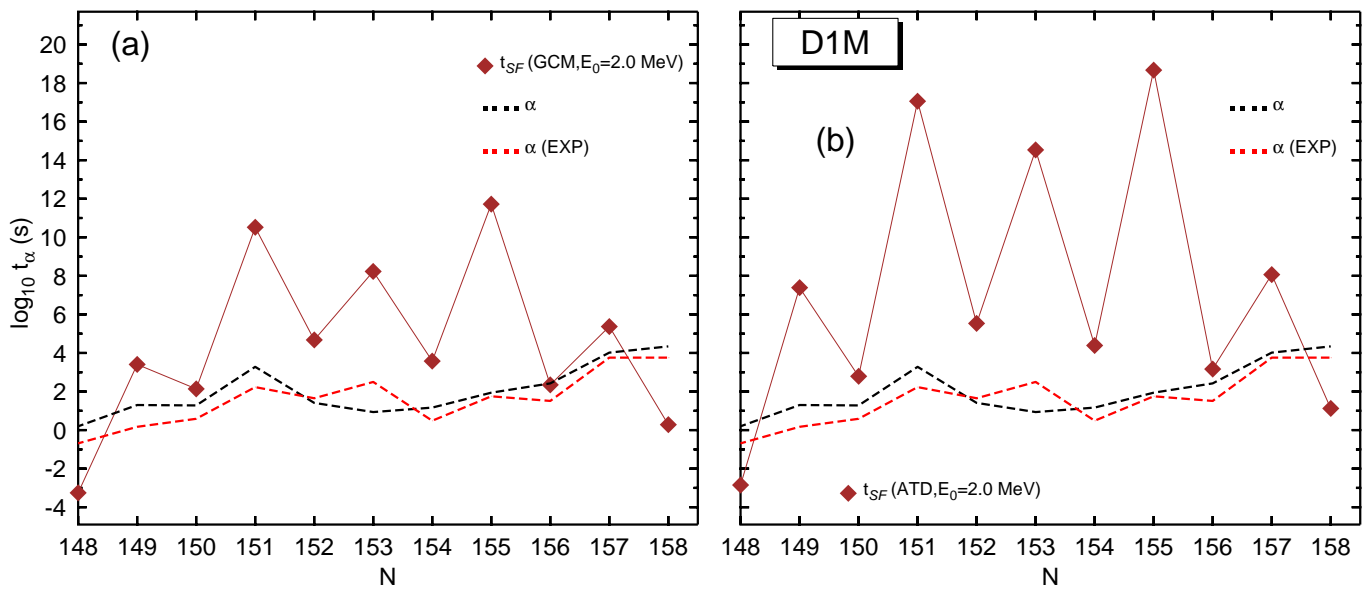 (a)
t_SF (GCM,E_0=2.0 MeV)
α
α (EXP)
log_10 t_α (s)
20
18
16
14
12
10
8
6
4
2
0
-2
-4
148 149 150 151 152 153 154 155 156 157 158
N
D1M
(b)
α
α (EXP)
t_SF (ATD,E_0=2.0 MeV)
148 149 150 151 152 153 154 155 156 157 158
N